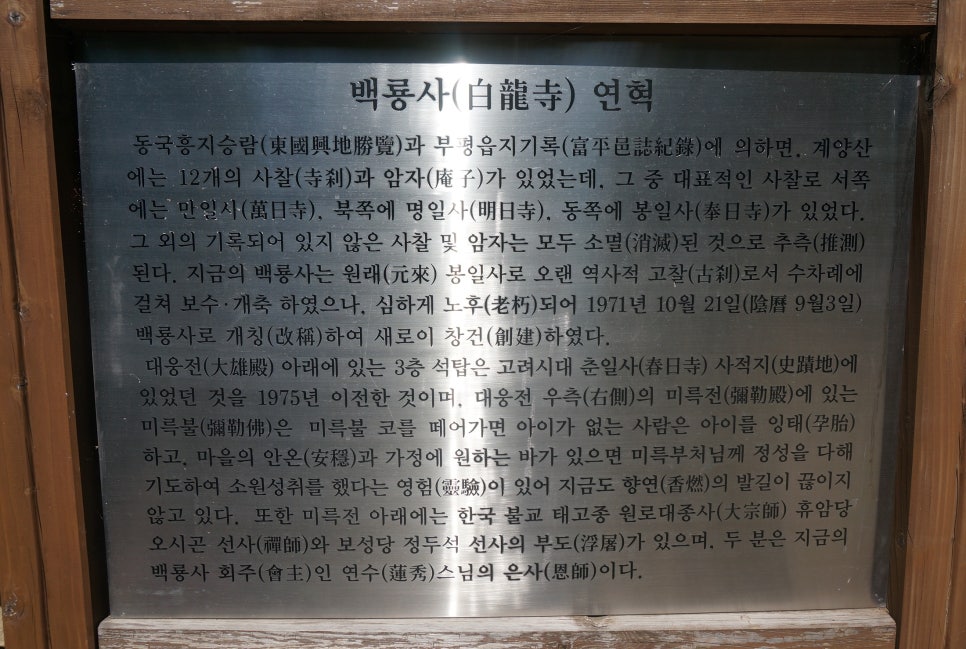 백룡사(白龍寺) 연혁
동국흥지승람(東國興地勝覽)과 부평읍지기록(富平邑誌紀錄)에 의하면, 계양산
에는 12개의 사찰(寺刹)과 암자(庵子)가 있었는데, 그 중 대표적인 사찰로 서쪽
에는 만일사(萬日寺), 북쪽에 명일사(明日寺), 동쪽에 봉일사(奉日寺)가 있었다.
그 외의 기록되어 있지 않은 사찰 및 암자는 모두 소멸(消滅)된 것으로 추측(推測)
된다. 지금의 백룡사는 원래(元來) 봉일사로 오랜 역사적 고찰(古刹)로서 수차례에
걸쳐 보수·개축 하였으나, 심하게 노후(老朽)되어 1971년 10월 21일(陰曆 9월3일)
백룡사로 개칭(改稱)하여 새로이 창건(創建)하였다.
대웅전(大雄殿) 아래에 있는 3층 석탑은 고려시대 춘일사(春日寺) 사적지(史蹟地)에
있었던 것을 1975년 이전한 것이며, 대웅전 우측(右側)의 미륵전(彌勒殿)에 있는
미륵불(彌勒佛)은 미륵불 코를 떼어가면 아이가 없는 사람은 아이를 잉태(孕胎)
하고, 마을의 안온(安穩)과 가정에 원하는 바가 있으면 미륵부처님께 정성을 다해
기도하여 소원성취를 했다는 영험(靈驗)이 있어 지금도 향연(香燃)의 발길이 끊이지
않고 있다. 또한 미륵전 아래에는 한국 불교 태고종 원로대종사(大宗師) 휴암당
오시곤 선사(禪師)와 보성당 정두석 선사의 부도(浮屠)가 있으며, 두 분은 지금의
백룡사 회주(會主)인 연수(蓮秀)스님의 은사(恩師)이다.